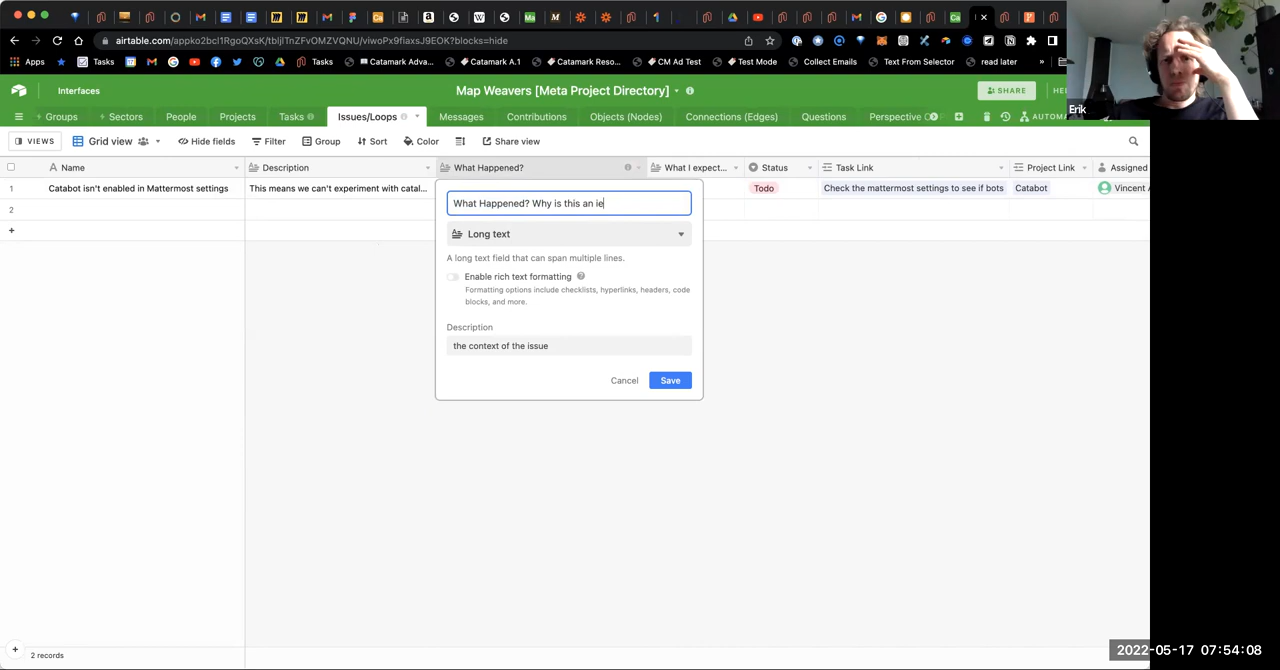 airtable.com/appko2bcl1RgoQXsK/tbljlTnZFvOMZVQNU/viwoPx9fiaxsJ9EOK?blocks=hide
Apps Tasks Tasks Catamark Adva... Catamark A.1 Catamark Reso... CM Ad Test Test Mode Collect Emails Text From Selector read later »
Erik
Interfaces
Map Weavers [Meta Project Directory]
SHARE
HEL
Groups Sectors People Projects Tasks Issues/Loops Messages Contributions Objects (Nodes) Connections (Edges) Questions Perspective C AUTOMA
VIEWS Grid view Hide fields Filter Group Sort Color Share view
Name Description What Happened? What I expect... Status Task Link Project Link Assigned
1 Catabot isn't enabled in Mattermost settings This means we can't experiment with catal... Todo Check the mattermost settings to see if bots Catabot Vincent A
2
+
What Happened? Why is this an ie
Long text
A long text field that can span multiple lines.
Enable rich text formatting
Formatting options include checklists, hyperlinks, headers, code
blocks, and more.
Description
the context of the issue
Cancel Save
+ 2 records
2022-05-17 07:54:08